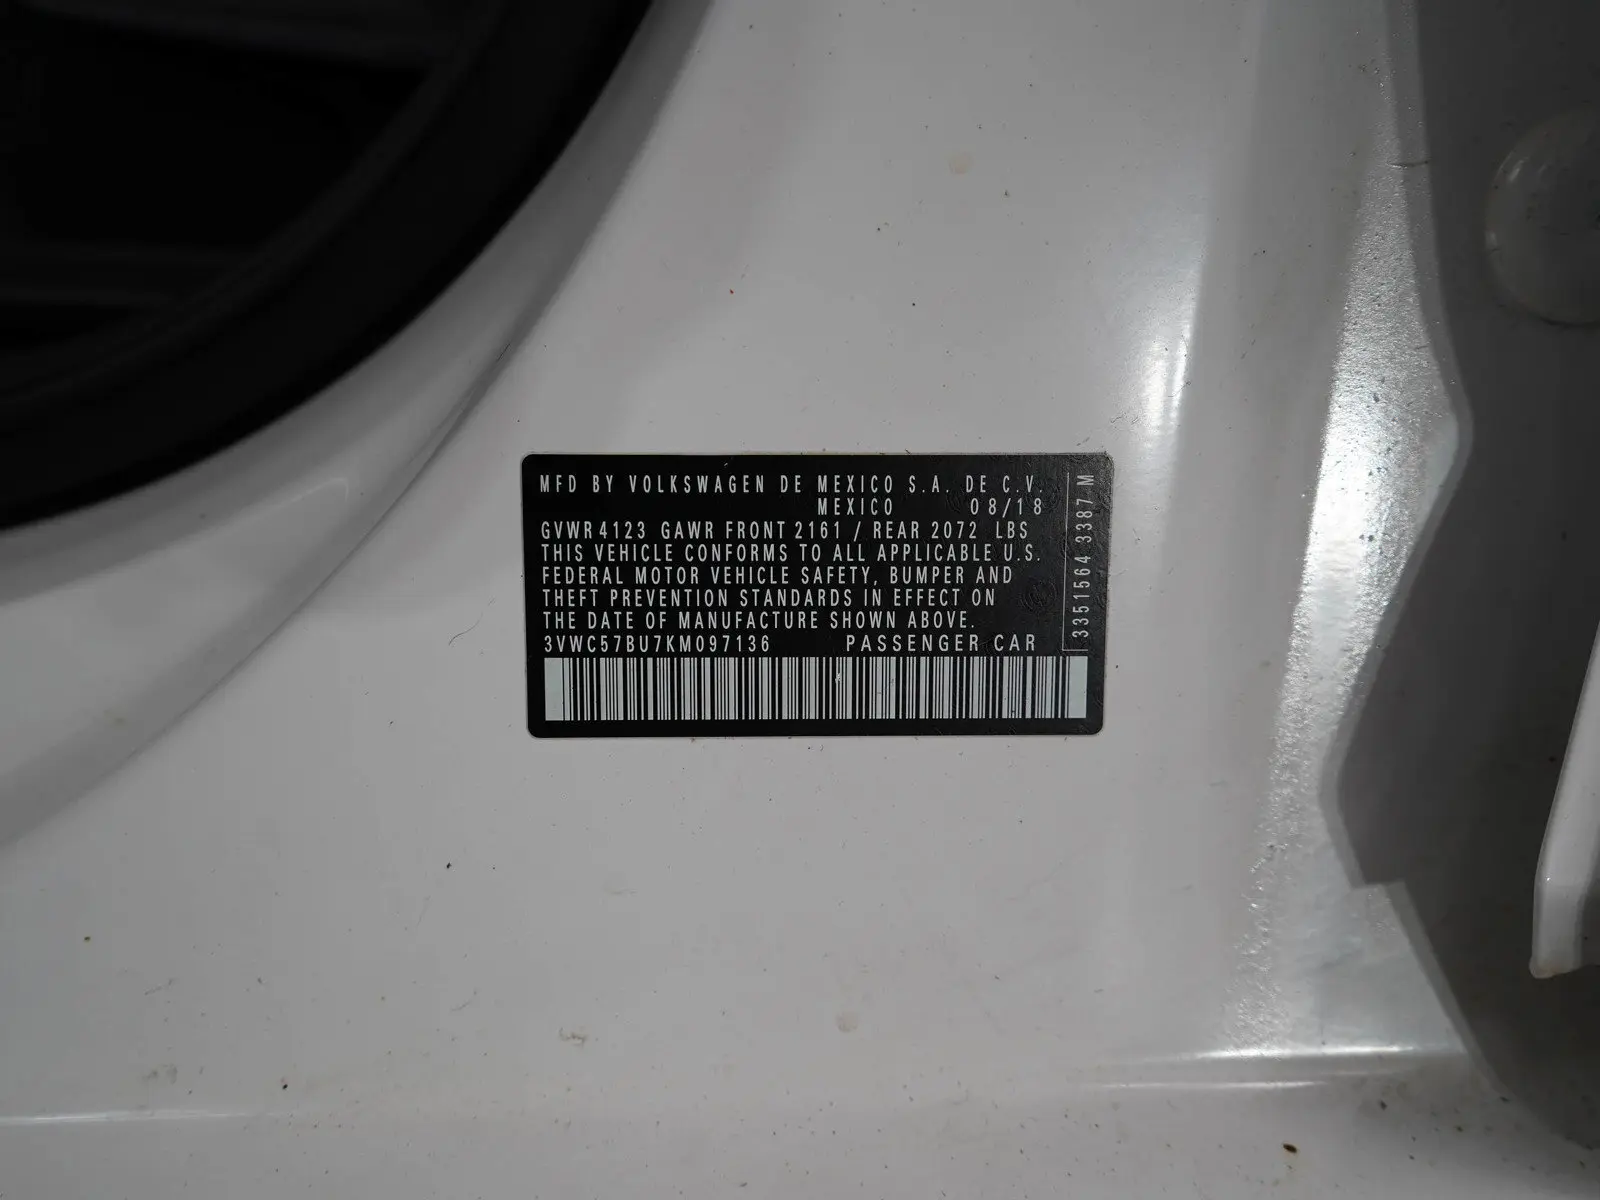 MFD BY VOLKSWAGEN DE MEXICO S.A. DE C.V.
MEXICO 08/18
GVWR 4123 GAWR FRONT 2161 / REAR 2072 LBS
THIS VEHICLE CONFORMS TO ALL APPLICABLE U.S.
FEDERAL MOTOR VEHICLE SAFETY, BUMPER AND
THEFT PREVENTION STANDARDS IN EFFECT ON
THE DATE OF MANUFACTURE SHOWN ABOVE.
3VWC57BU7KM097136 PASSENGER CAR
3351564 3387 M